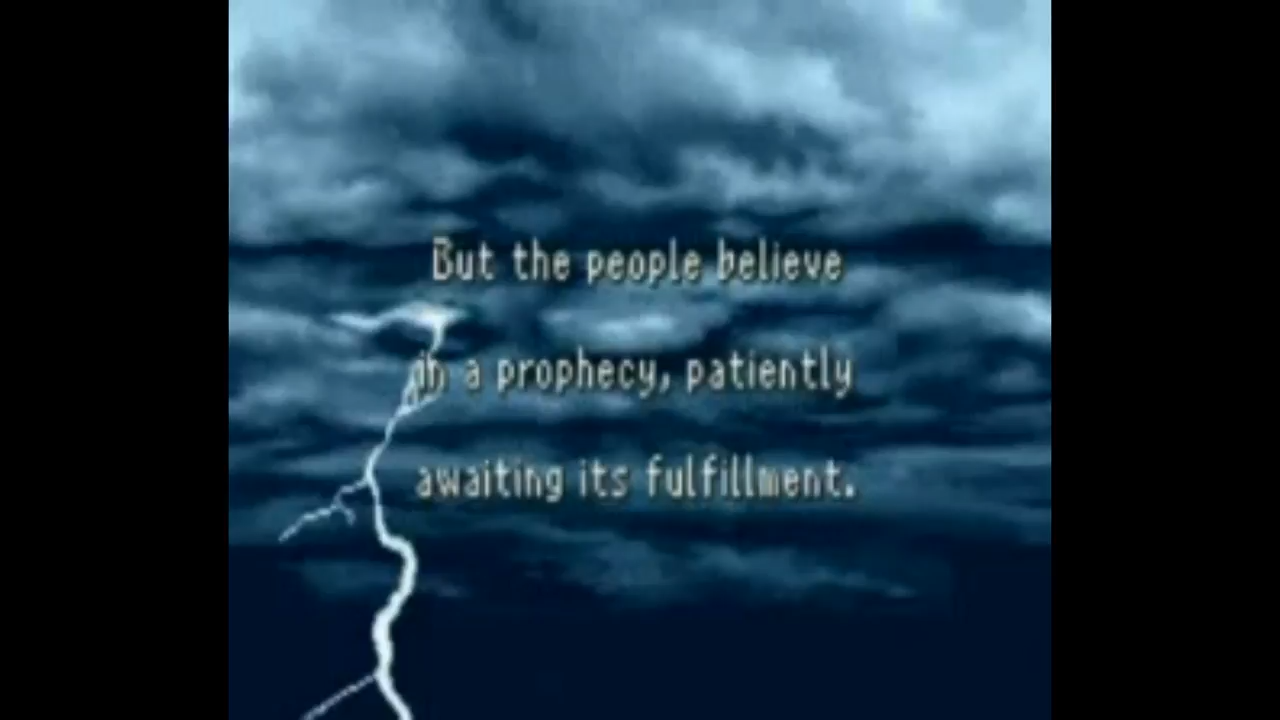 But the people believe
in a prophecy, patiently
awaiting its fulfillment.